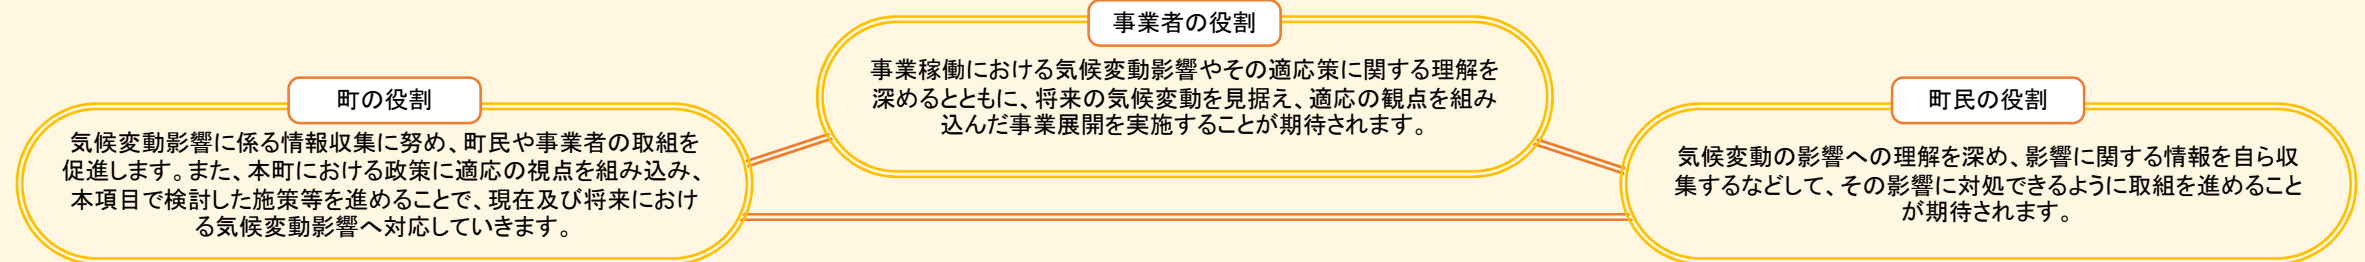 町の役割
気候変動影響に係る情報収集に努め、町民や事業者の取組を
促進します。また、本町における政策に適応の視点を組み込み、
本項目で検討した施策等を進めることで、現在及び将来におけ
る気候変動影響へ対応していきます。
事業者の役割
事業稼働における気候変動影響やその適応策に関する理解を
深めるとともに、将来の気候変動を見据え、適応の観点を組み
込んだ事業展開を実施することが期待されます。
町民の役割
気候変動の影響への理解を深め、影響に関する情報を自ら収
集するなどして、その影響に対処できるように取組を進めること
が期待されます。